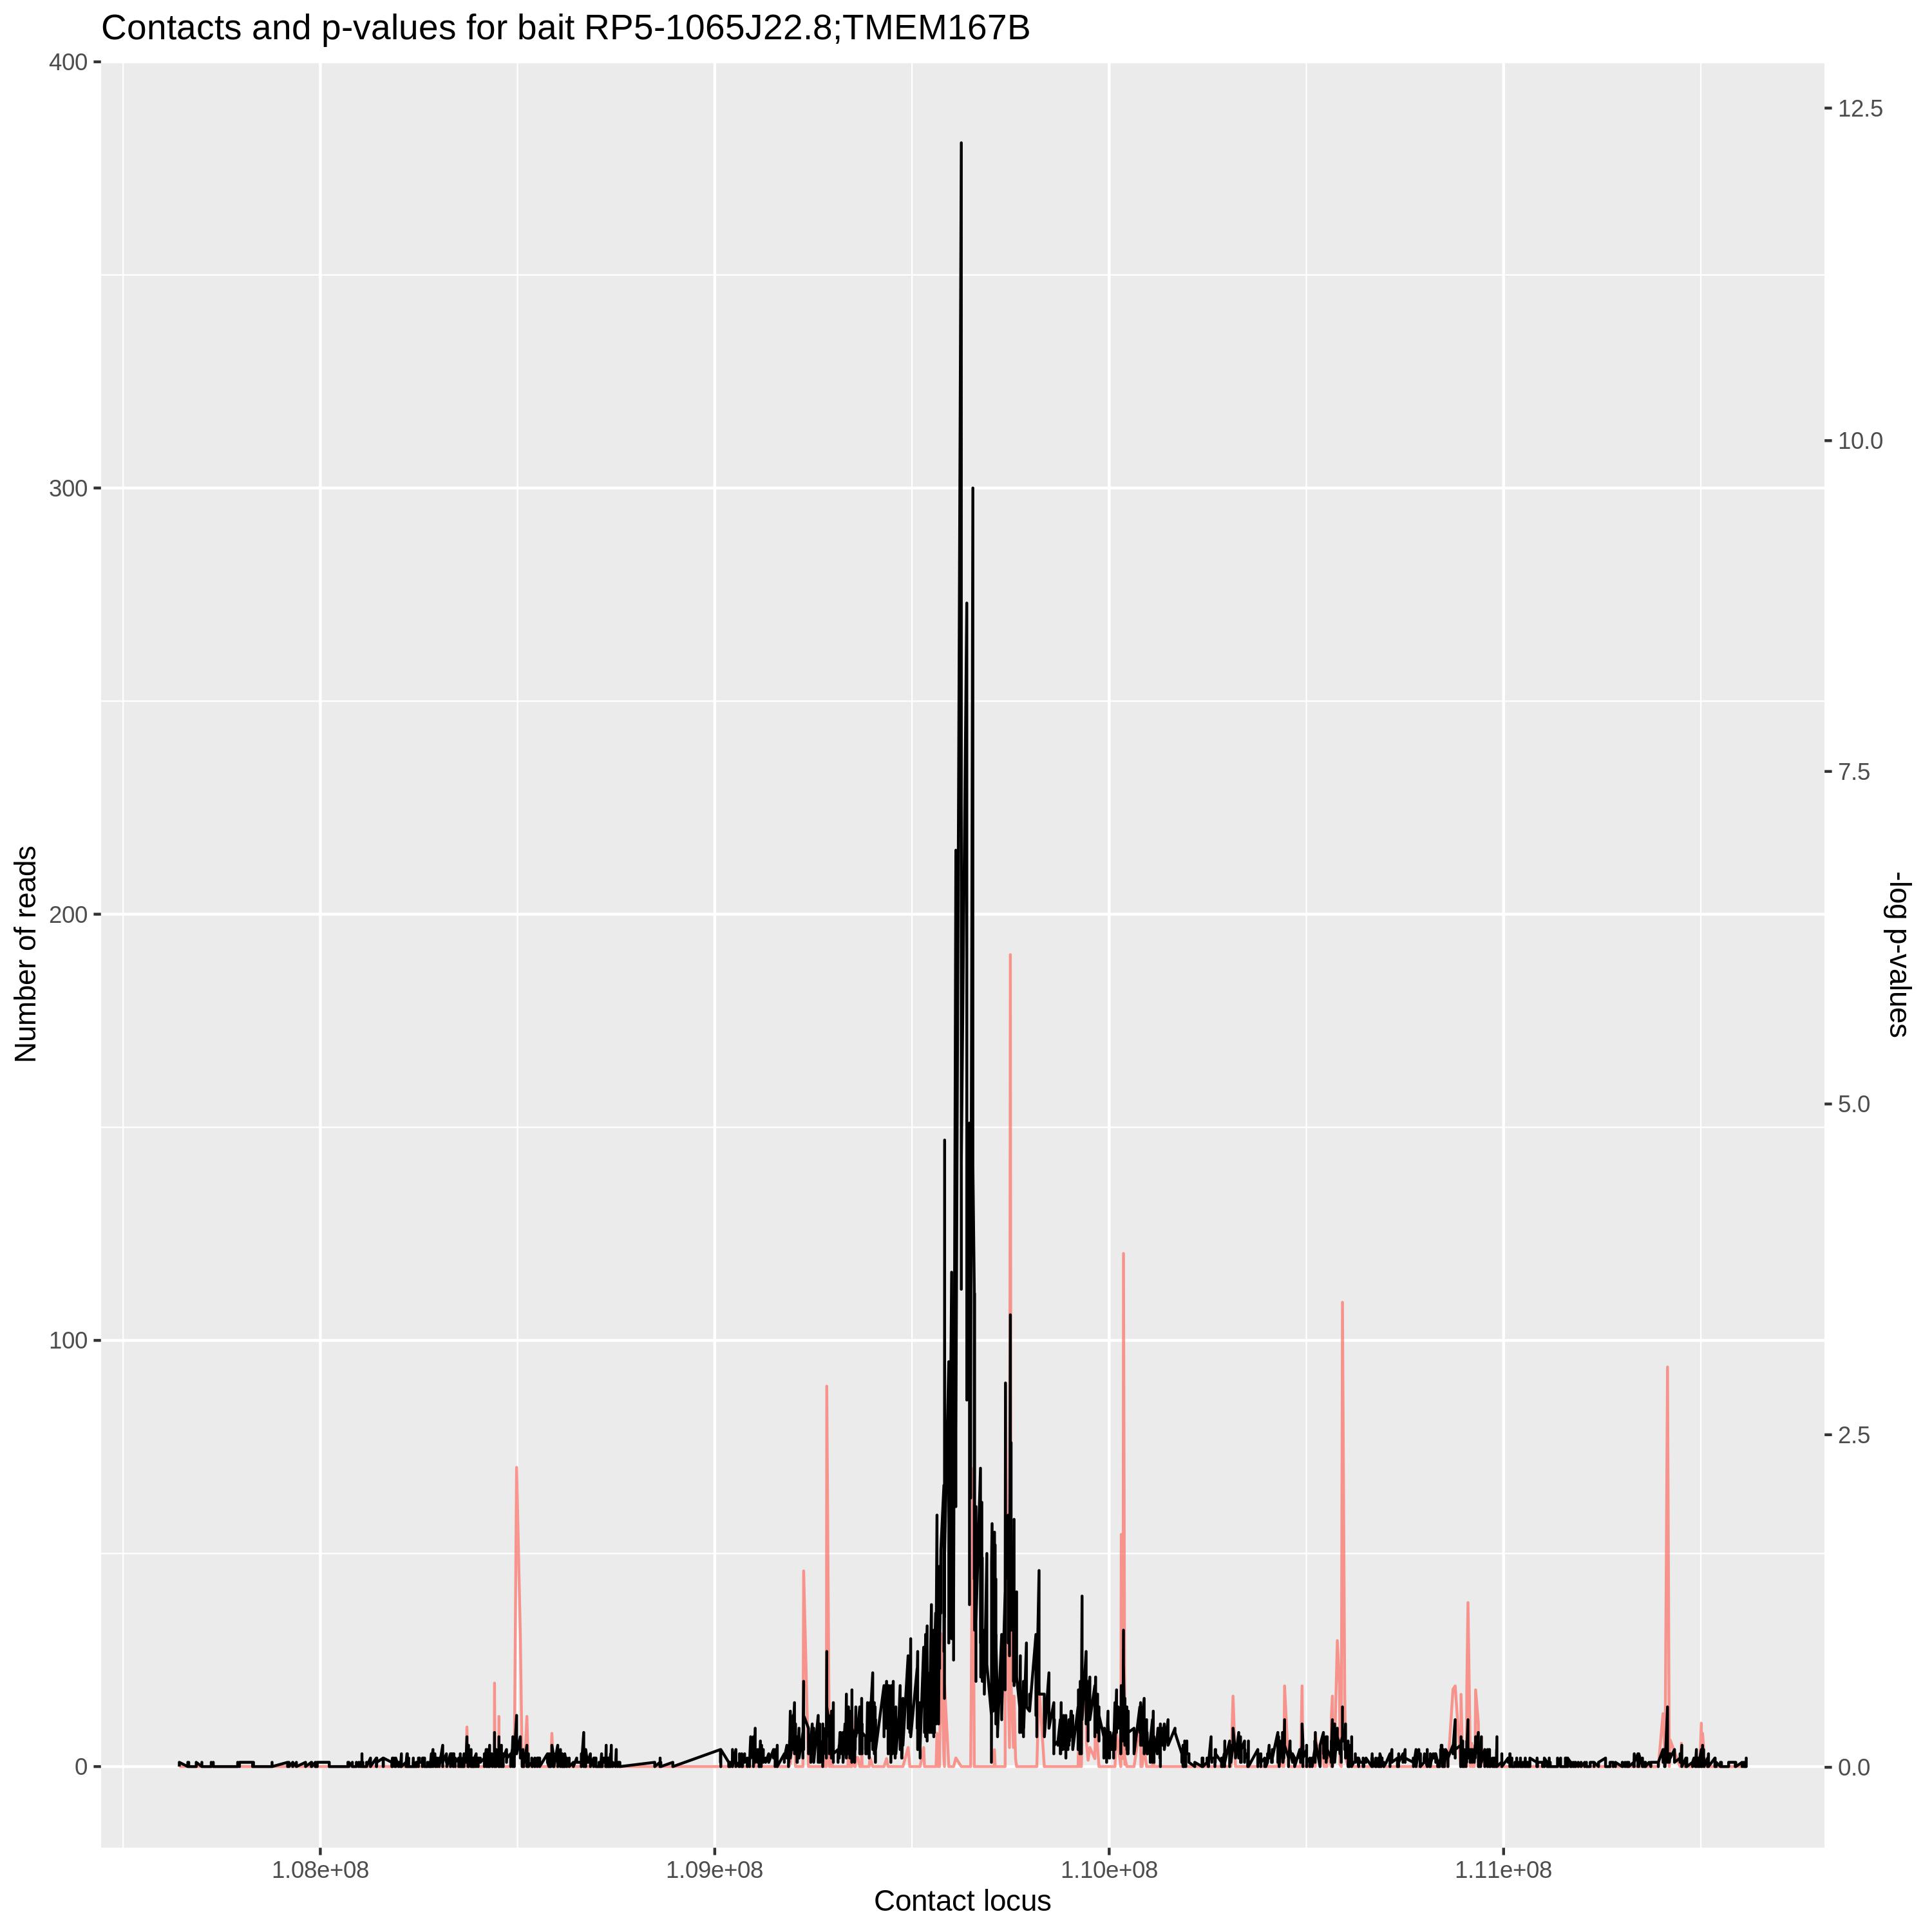 Contacts and p-values for bait RP5-1065J22.8;TMEM167B
400
300
200
100
0
Number of reads
12.5
10.0
7.5
5.0
2.5
0.0
-log p-values
1.08e+08 1.09e+08 1.10e+08 1.11e+08
Contact locus